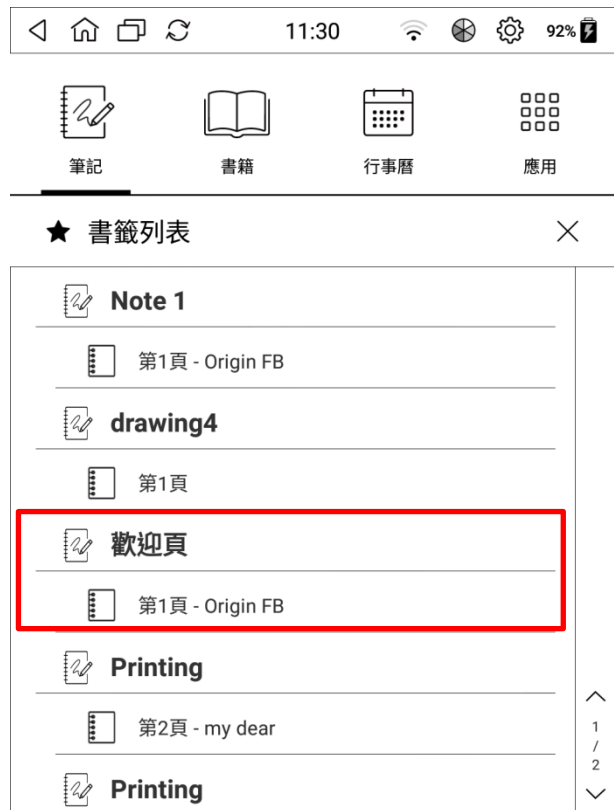 11:30 92%
筆記 書籍 行事曆 應用
★ 書籤列表
Note 1
第1頁 - Origin FB
drawing4
第1頁
歡迎頁
第1頁 - Origin FB
Printing
第2頁 - my dear
Printing
1
/
2